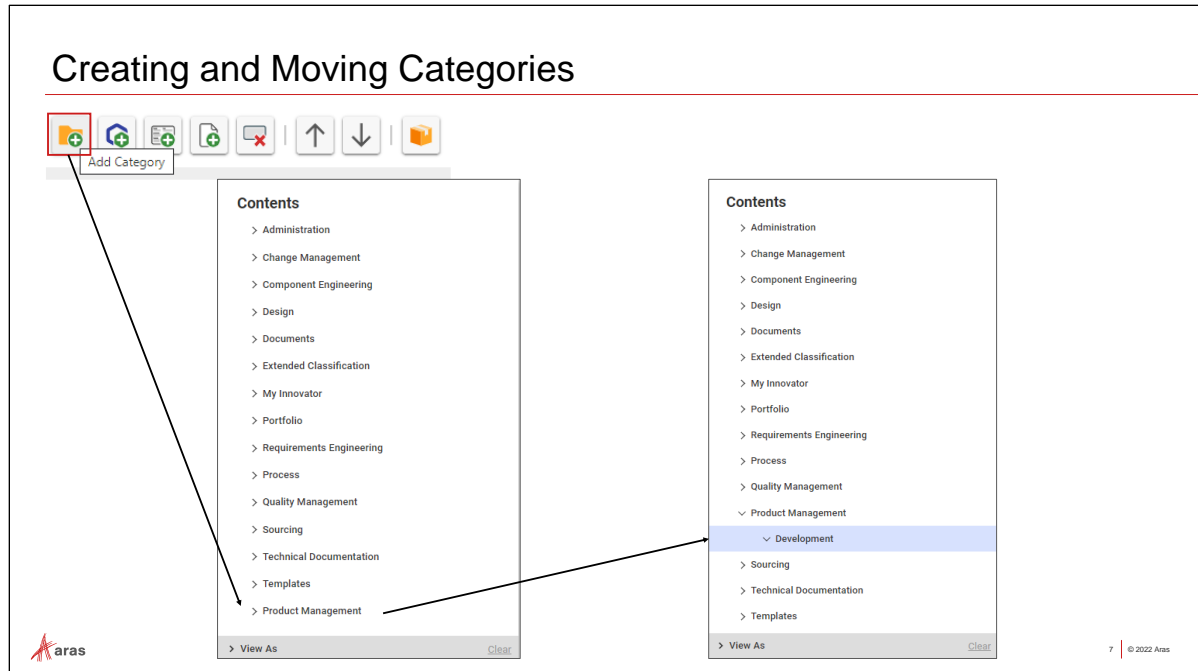 Creating and Moving Categories
Add Category
Contents
Administration
Change Management
Component Engineering
Design
Documents
Extended Classification
My Innovator
Portfolio
Requirements Engineering
Process
Quality Management
Sourcing
Technical Documentation
Templates
Product Management
View As
Clear
Contents
Administration
Change Management
Component Engineering
Design
Documents
Extended Classification
My Innovator
Portfolio
Requirements Engineering
Process
Quality Management
Product Management
Development
Sourcing
Technical Documentation
Templates
View As
Clear
aras
7
© 2022 Aras